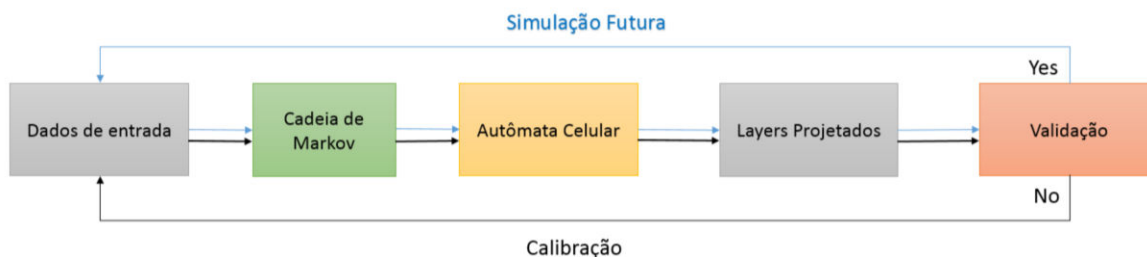 Simulação Futura
Yes
Dados de entrada
Cadeia de
Markov
Autômata Celular
Layers Projetados
Validação
No
Calibração